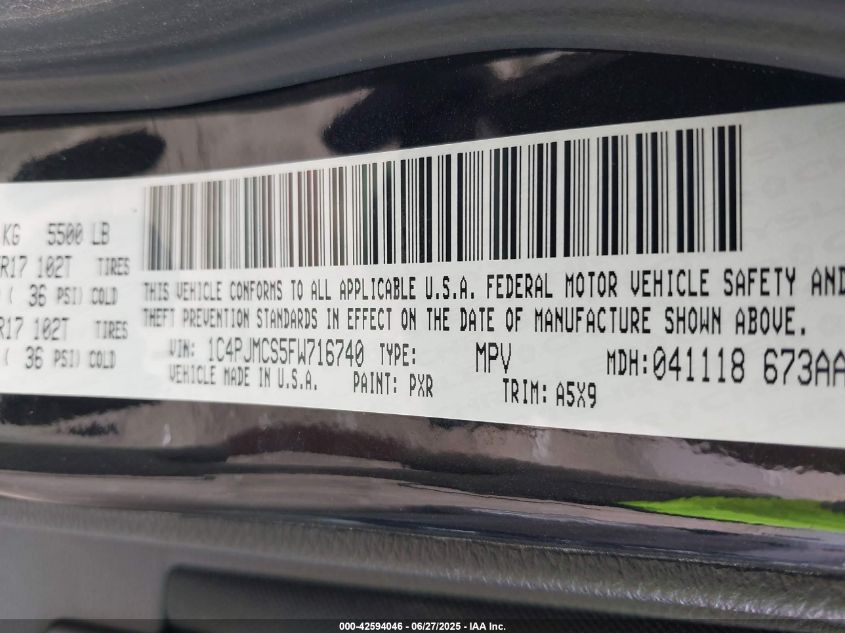 KG 5500 LB
R17 102T TIRES
( 36 PSI) COLD
R17 102T TIRES
( 36 PSI) COLD
THIS VEHICLE CONFORMS TO ALL APPLICABLE U.S.A. FEDERAL MOTOR VEHICLE SAFETY AND
THEFT PREVENTION STANDARDS IN EFFECT ON THE DATE OF MANUFACTURE SHOWN ABOVE.
VIN: 1C4PJMCS5FW716740 TYPE: MPV MDH: 041118 673AA
VEHICLE MADE IN U.S.A. PAINT: PXR TRIM: A5X9
000-42594046 - 06/27/2025 - IAA Inc.